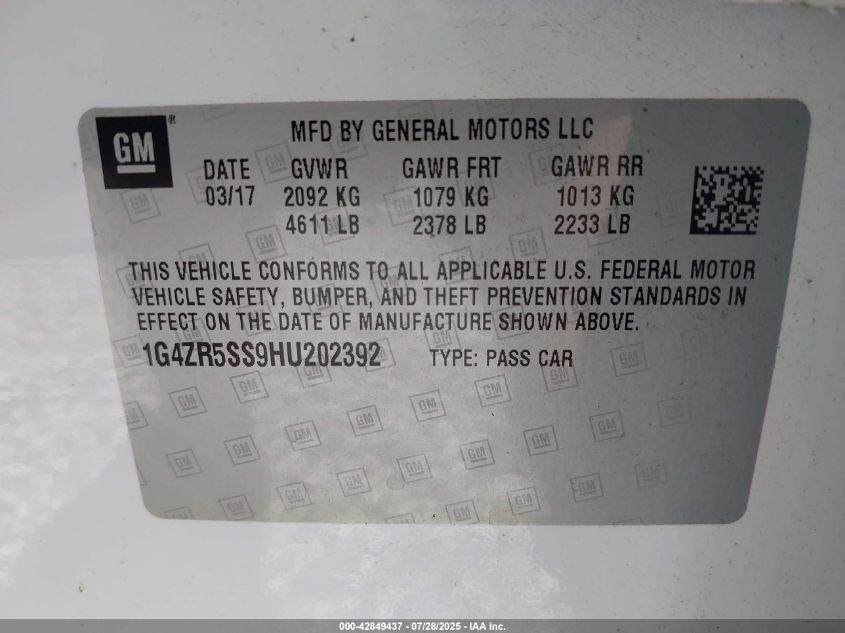 GM®
MFD BY GENERAL MOTORS LLC
DATE GVWR GAWR FRT GAWR RR
03/17 2092 KG 1079 KG 1013 KG
4611 LB 2378 LB 2233 LB
THIS VEHICLE CONFORMS TO ALL APPLICABLE U.S. FEDERAL MOTOR
VEHICLE SAFETY, BUMPER, AND THEFT PREVENTION STANDARDS IN
EFFECT ON THE DATE OF MANUFACTURE SHOWN ABOVE.
1G4ZR5SS9HU202392 TYPE: PASS CAR
000-42849437 - 07/28/2025 - IAA Inc.